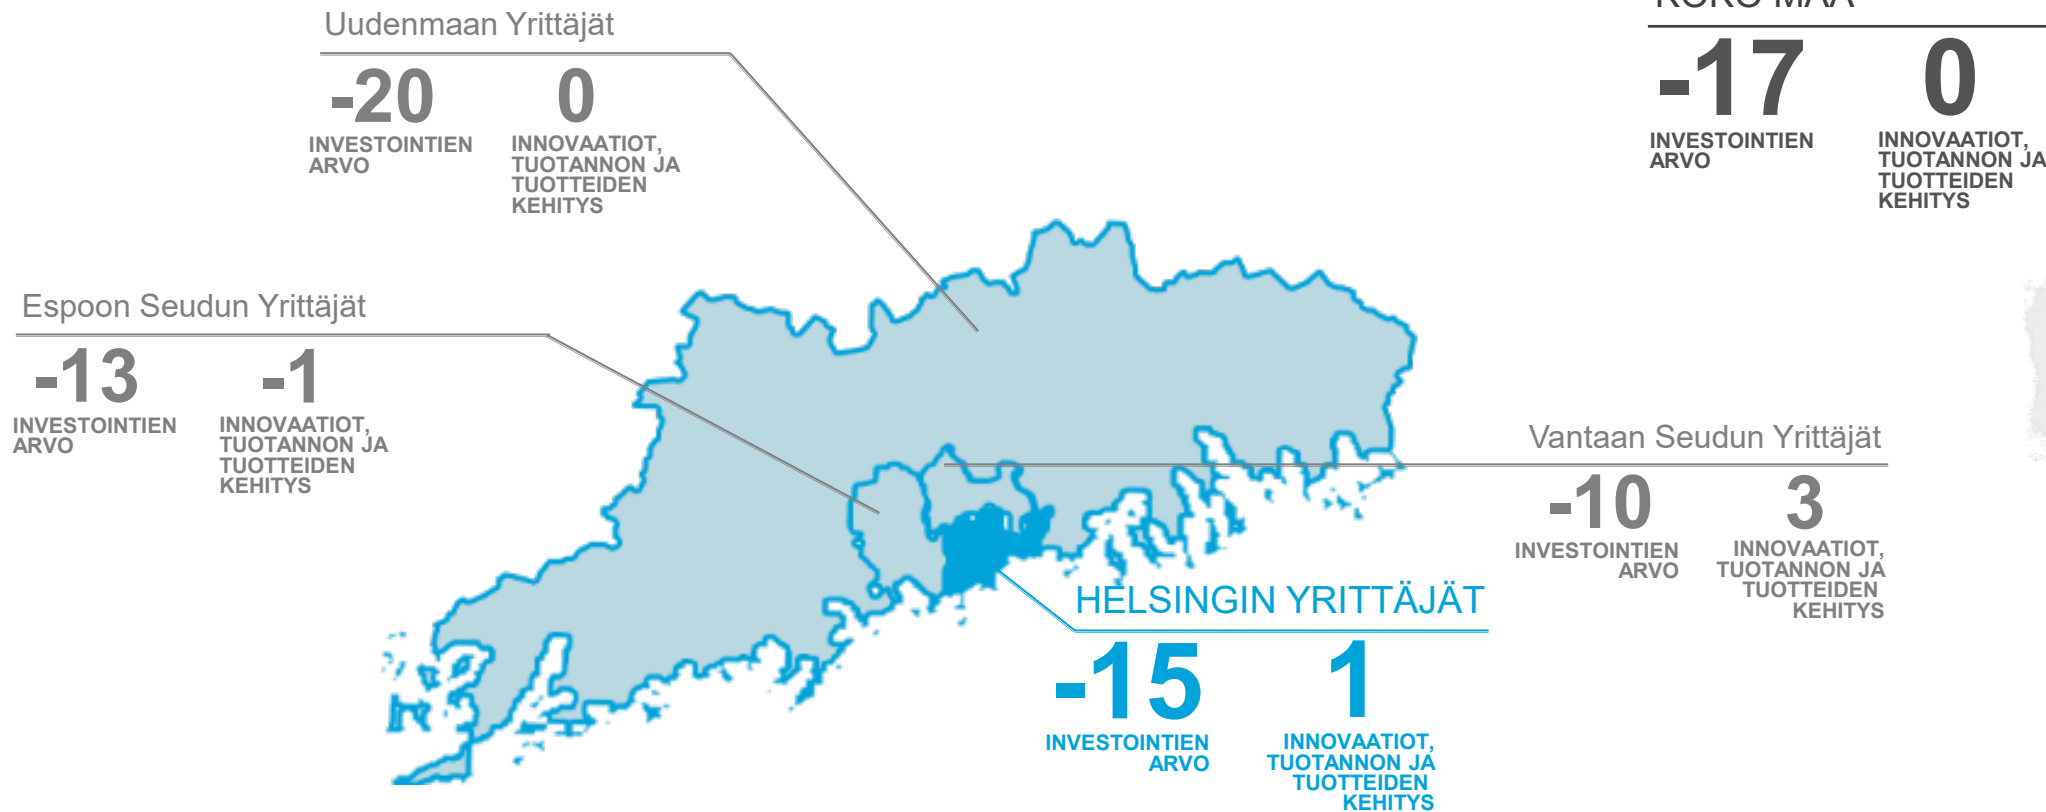 Uudenmaan Yrittäjät
-20 0
INVESTOINTIEN
ARVO
INNOVAATIOT,
TUOTANNON JA
TUOTTEIDEN
KEHITYS
KOKO MAA
-17 0
INVESTOINTIEN
ARVO
INNOVAATIOT,
TUOTANNON JA
TUOTTEIDEN
KEHITYS
Espoon Seudun Yrittäjät
-13 -1
INVESTOINTIEN
ARVO
INNOVAATIOT,
TUOTANNON JA
TUOTTEIDEN
KEHITYS
Vantaan Seudun Yrittäjät
-10 3
INVESTOINTIEN
ARVO
INNOVAATIOT,
TUOTANNON JA
TUOTTEIDEN
KEHITYS
HELSINGIN YRITTÄJÄT
-15 1
INVESTOINTIEN
ARVO
INNOVAATIOT,
TUOTANNON JA
TUOTTEIDEN
KEHITYS